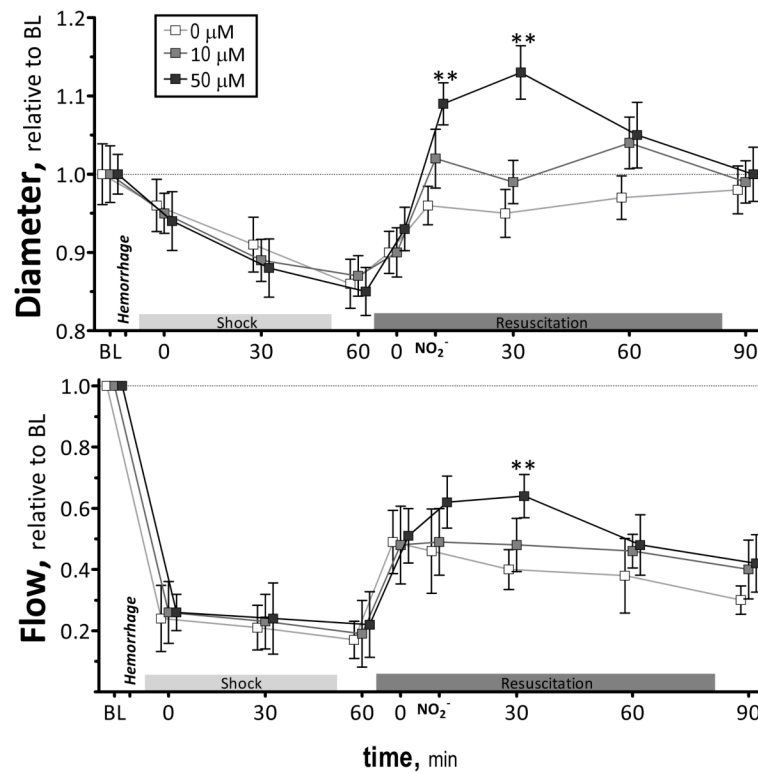 0 μM
10 μM
50 μM
Diameter, relative to BL
1.2
1.1
1.0
0.9
0.8
**
**
Hemorrhage
Shock
Resuscitation
BL
0
30
60
0
NO₂⁻
30
60
90
Flow, relative to BL
1.0
0.8
0.6
0.4
0.2
**
Hemorrhage
Shock
Resuscitation
BL
0
30
60
0
NO₂⁻
30
60
90
time, min